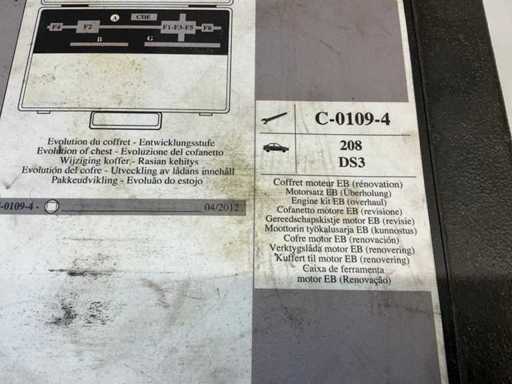 A
CDE
F4
F2
F1-F3-F5
F6
B
G
Evolution du coffret - Entwicklungsstufe
Evolution of chest - Evoluzione del cofanetto
Wijziging koffer - Rasian kehitys
Evolución del cofre - Utveckling av lådans innehåll
Pakkeudvikling - Evoluão do estojo
-0109-4 -
04/2012
C-0109-4
208
DS3
Coffret moteur EB (rénovation)
Motorsatz EB (Überholung)
Engine kit EB (overhaul)
Cofanetto motore EB (revisione)
Gereedschapskistje motor EB (revisie)
Moottorin työkalusarja EB (kunnostus)
Cofre motor EB (renovación)
Verktygslåda motor EB (renovering)
Kuffert til motor EB (renovering)
Caixa de ferramenta
motor EB (Renovação)